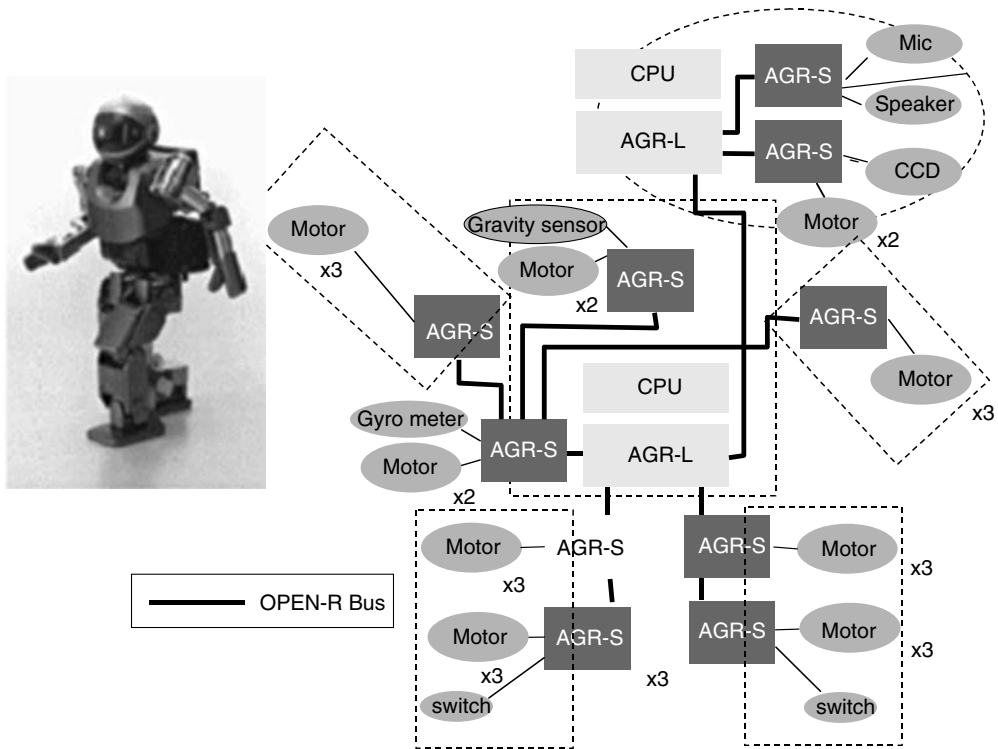 CPU
AGR-L
AGR-S
Mic
Speaker
AGR-S
CCD
Motor
x2
Motor
x3
AGR-S
Gravity sensor
Motor
x2
AGR-S
AGR-S
Motor
x3
CPU
AGR-L
Gyro meter
Motor
x2
AGR-S
Motor
x3
AGR-S
AGR-S
Motor
x3
Motor
x3
AGR-S
x3
switch
AGR-S
Motor
x3
switch
OPEN-R Bus